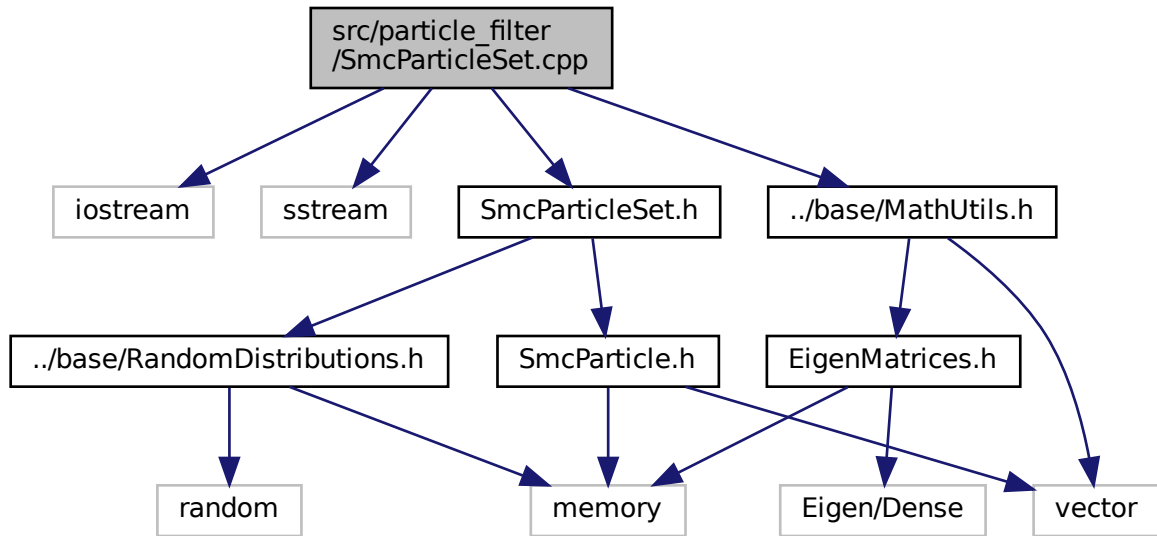 src/particle_filter
/SmcParticleSet.cpp
iostream
sstream
SmcParticleSet.h
../base/MathUtils.h
../base/RandomDistributions.h
SmcParticle.h
EigenMatrices.h
random
memory
Eigen/Dense
vector